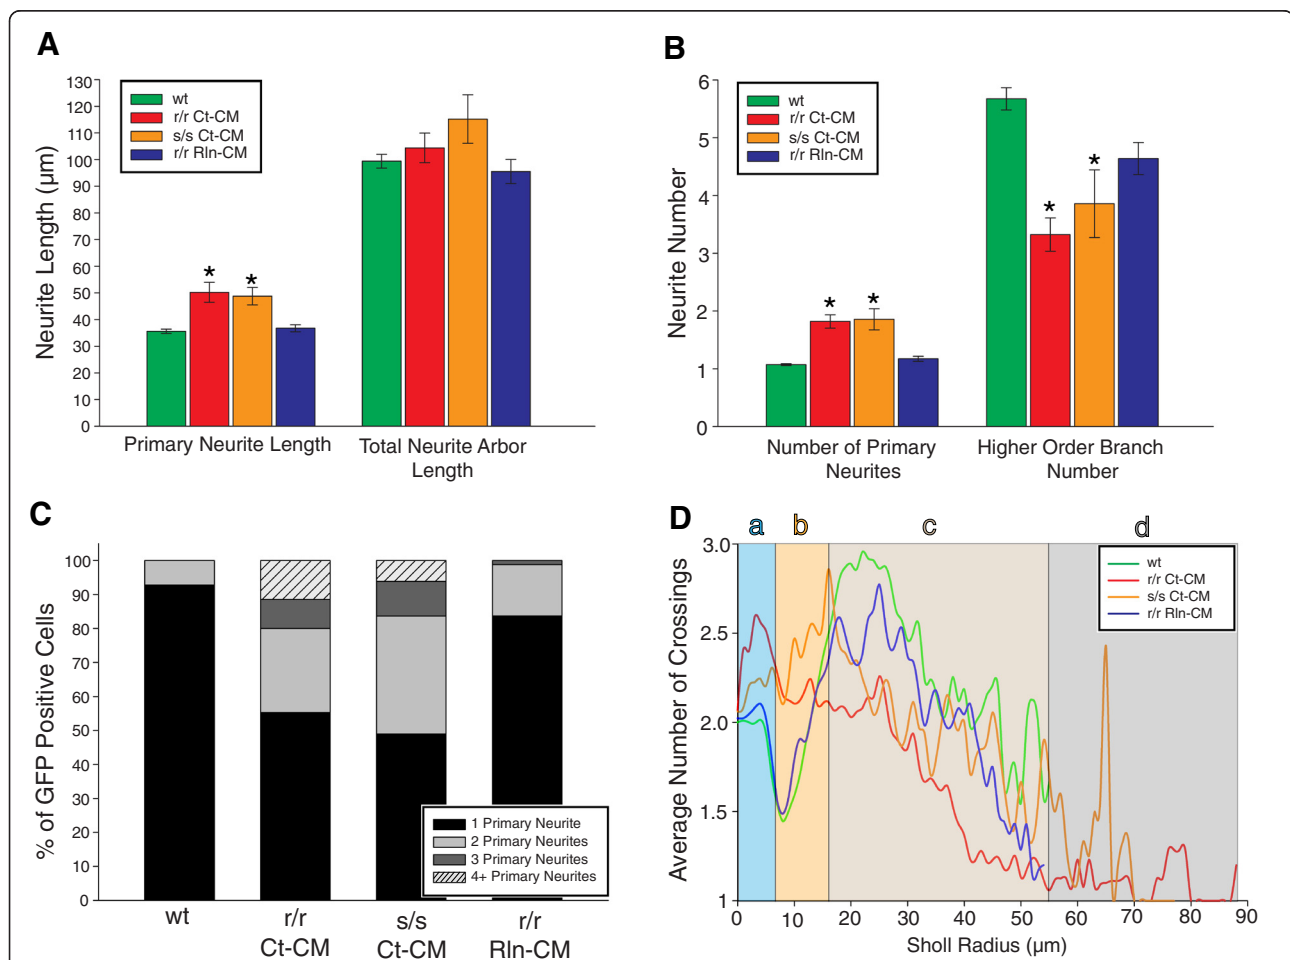 A
Neurite Length (µm)
130
120
110
100
90
80
70
60
50
40
30
20
10
0
wt
r/r Ct-CM
s/s Ct-CM
r/r Rln-CM
* *
Primary Neurite Length
Total Neurite Arbor
Length
B
Neurite Number
6
5
4
3
2
1
0
wt
r/r Ct-CM
s/s Ct-CM
r/r Rln-CM
* *
* *
Number of Primary
Neurites
Higher Order Branch
Number
C
% of GFP Positive Cells
100
90
80
70
60
50
40
30
20
10
0
1 Primary Neurite
2 Primary Neurites
3 Primary Neurites
4+ Primary Neurites
wt
r/r
Ct-CM
s/s
Ct-CM
r/r
Rln-CM
D
a b c d
Average Number of Crossings
3.0
2.5
2.0
1.5
1
wt
r/r Ct-CM
s/s Ct-CM
r/r Rln-CM
0 10 20 30 40 50 60 70 80 90
Sholl Radius (µm)